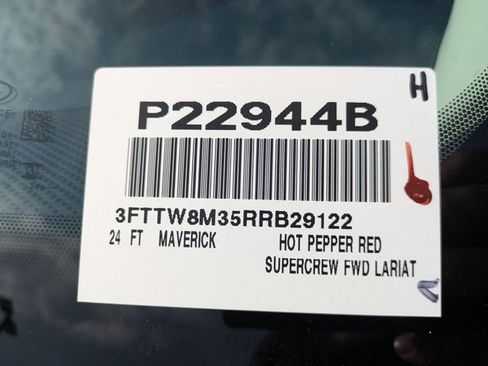 H
P22944B
3FTTW8M35RRB29122
24 FT MAVERICK HOT PEPPER RED
SUPERCREW FWD LARIAT